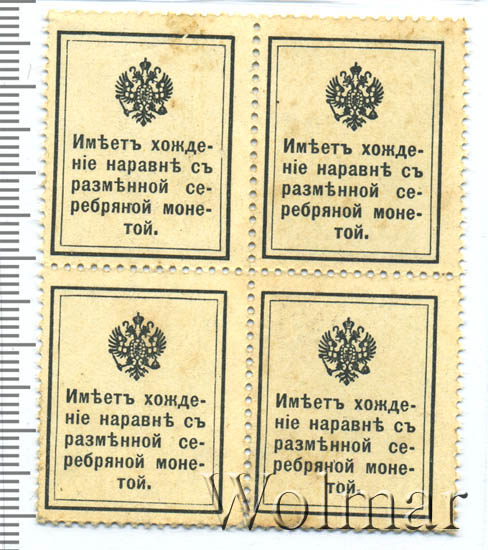 Имѣетъ хожде-
ніе наравнѣ съ
размѣнной се-
ребряной моне-
той.
Имѣетъ хожде-
ніе наравнѣ съ
размѣнной се-
ребряной моне-
той.
Имѣетъ хожде-
ніе наравнѣ съ
размѣнной се-
ребряной моне-
той.
Имѣетъ хожде-
ніе наравнѣ съ
размѣнной се-
ребряной моне-
той.
Wolmar